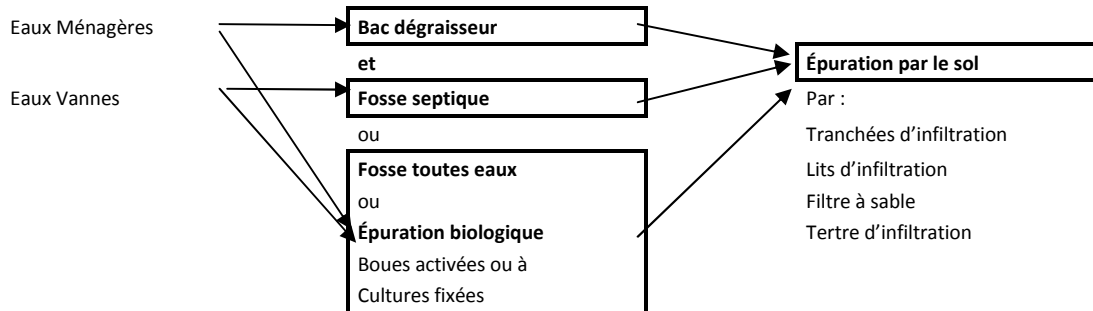 Eaux Ménagères
Eaux Vannes
Bac dégraisseur
et
Fosse septique
ou
Fosse toutes eaux
ou
Épuration biologique
Boues activées ou à
Cultures fixées
Épuration par le sol
Par :
Tranchées d’infiltration
Lits d’infiltration
Filtre à sable
Tertre d’infiltration